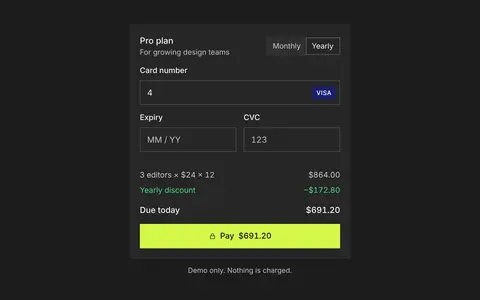 Pro plan
For growing design teams
Monthly
Yearly
Card number
4
VISA
Expiry
CVC
MM / YY
123
3 editors × $24 × 12
$864.00
Yearly discount
−$172.80
Due today
$691.20
Pay $691.20
Demo only. Nothing is charged.